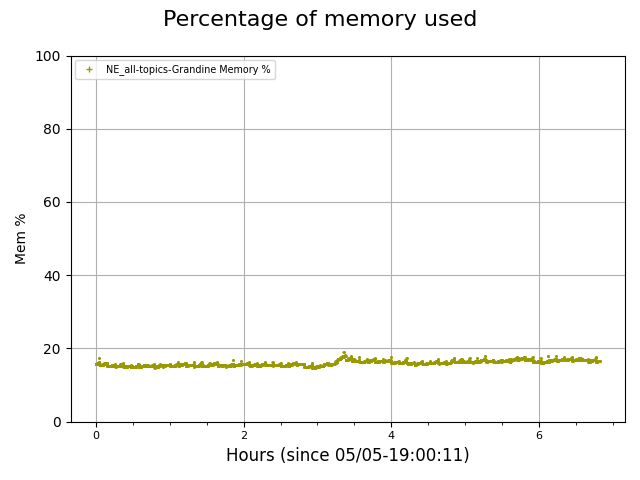 Percentage of memory used
100
NE_all-topics-Grandine Memory %
80
60
Mem %
40
20
0
0 2 4 6
Hours (since 05/05-19:00:11)